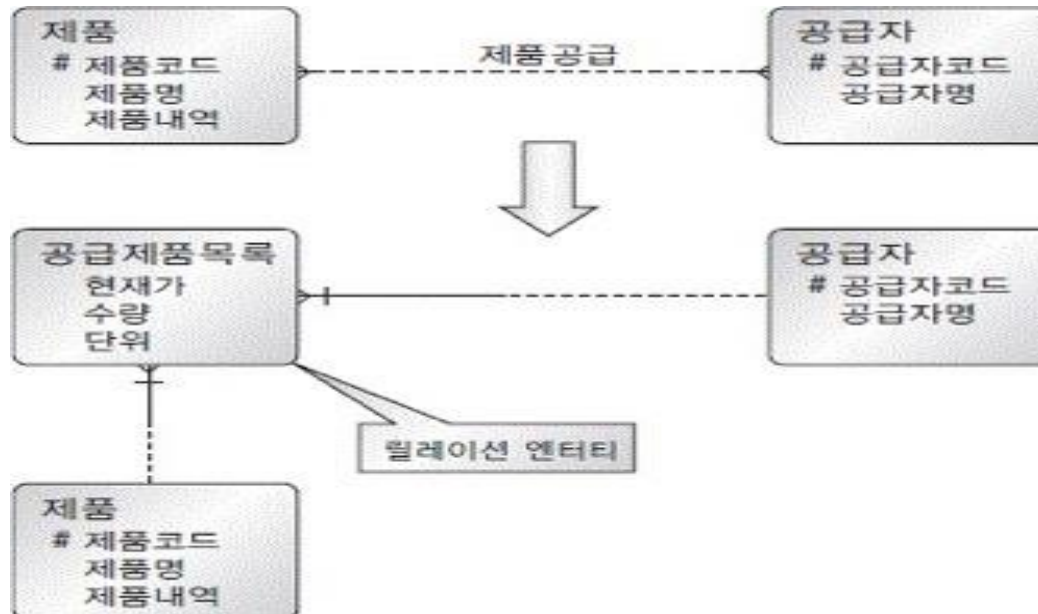 제품
# 제품코드
제품명
제품내역
제품공급
공급자
# 공급자코드
공급자명
공급제품목록
현재가
수량
단위
공급자
# 공급자코드
공급자명
릴레이션 엔터티
제품
# 제품코드
제품명
제품내역